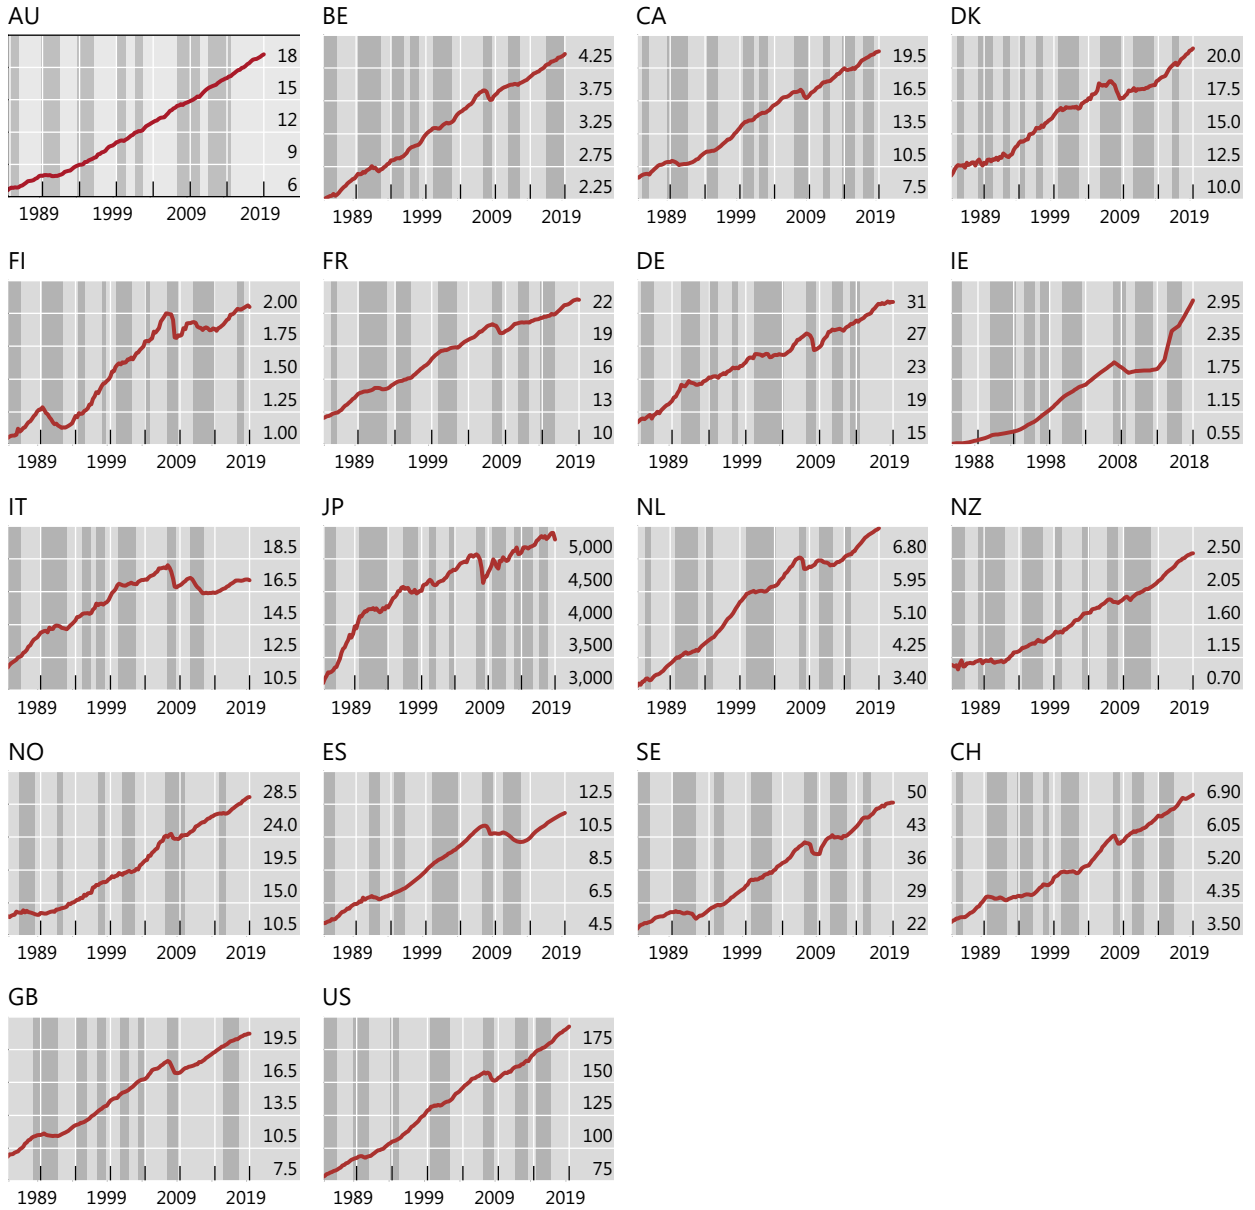 AU
18
15
12
9
6
1989 1999 2009 2019
BE
4.25
3.75
3.25
2.75
2.25
1989 1999 2009 2019
CA
19.5
16.5
13.5
10.5
7.5
1989 1999 2009 2019
DK
20.0
17.5
15.0
12.5
10.0
1989 1999 2009 2019
FI
2.00
1.75
1.50
1.25
1.00
1989 1999 2009 2019
FR
22
19
16
13
10
1989 1999 2009 2019
DE
31
27
23
19
15
1989 1999 2009 2019
IE
2.95
2.35
1.75
1.15
0.55
1988 1998 2008 2018
IT
18.5
16.5
14.5
12.5
10.5
1989 1999 2009 2019
JP
5,000
4,500
4,000
3,500
3,000
1989 1999 2009 2019
NL
6.80
5.95
5.10
4.25
3.40
1989 1999 2009 2019
NZ
2.50
2.05
1.60
1.15
0.70
1989 1999 2009 2019
NO
28.5
24.0
19.5
15.0
10.5
1989 1999 2009 2019
ES
12.5
10.5
8.5
6.5
4.5
1989 1999 2009 2019
SE
50
43
36
29
22
1989 1999 2009 2019
CH
6.90
6.05
5.20
4.35
3.50
1989 1999 2009 2019
GB
19.5
16.5
13.5
10.5
7.5
1989 1999 2009 2019
US
175
150
125
100
75
1989 1999 2009 2019